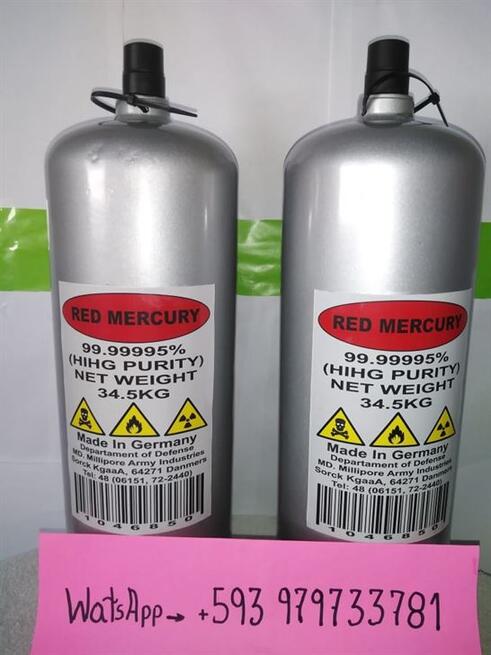 RED MERCURY
99.99995%
(HIHG PURITY)
NET WEIGHT
34.5KG
Made In Germany
Departament of Defense
MD. Millipore Army Industries
Sorck KgaaA, 64271 Danmers
Tel: 48 (06151, 72-2440)
1046850
RED MERCURY
99.99995%
(HIHG PURITY)
NET WEIGHT
34.5KG
Made In Germany
Departament of Defense
MD. Millipore Army Industries
Sorck KgaaA, 64271 Danmers
Tel: 48 (06151, 72-2440)
1046850
WatsApp → +593 979733781